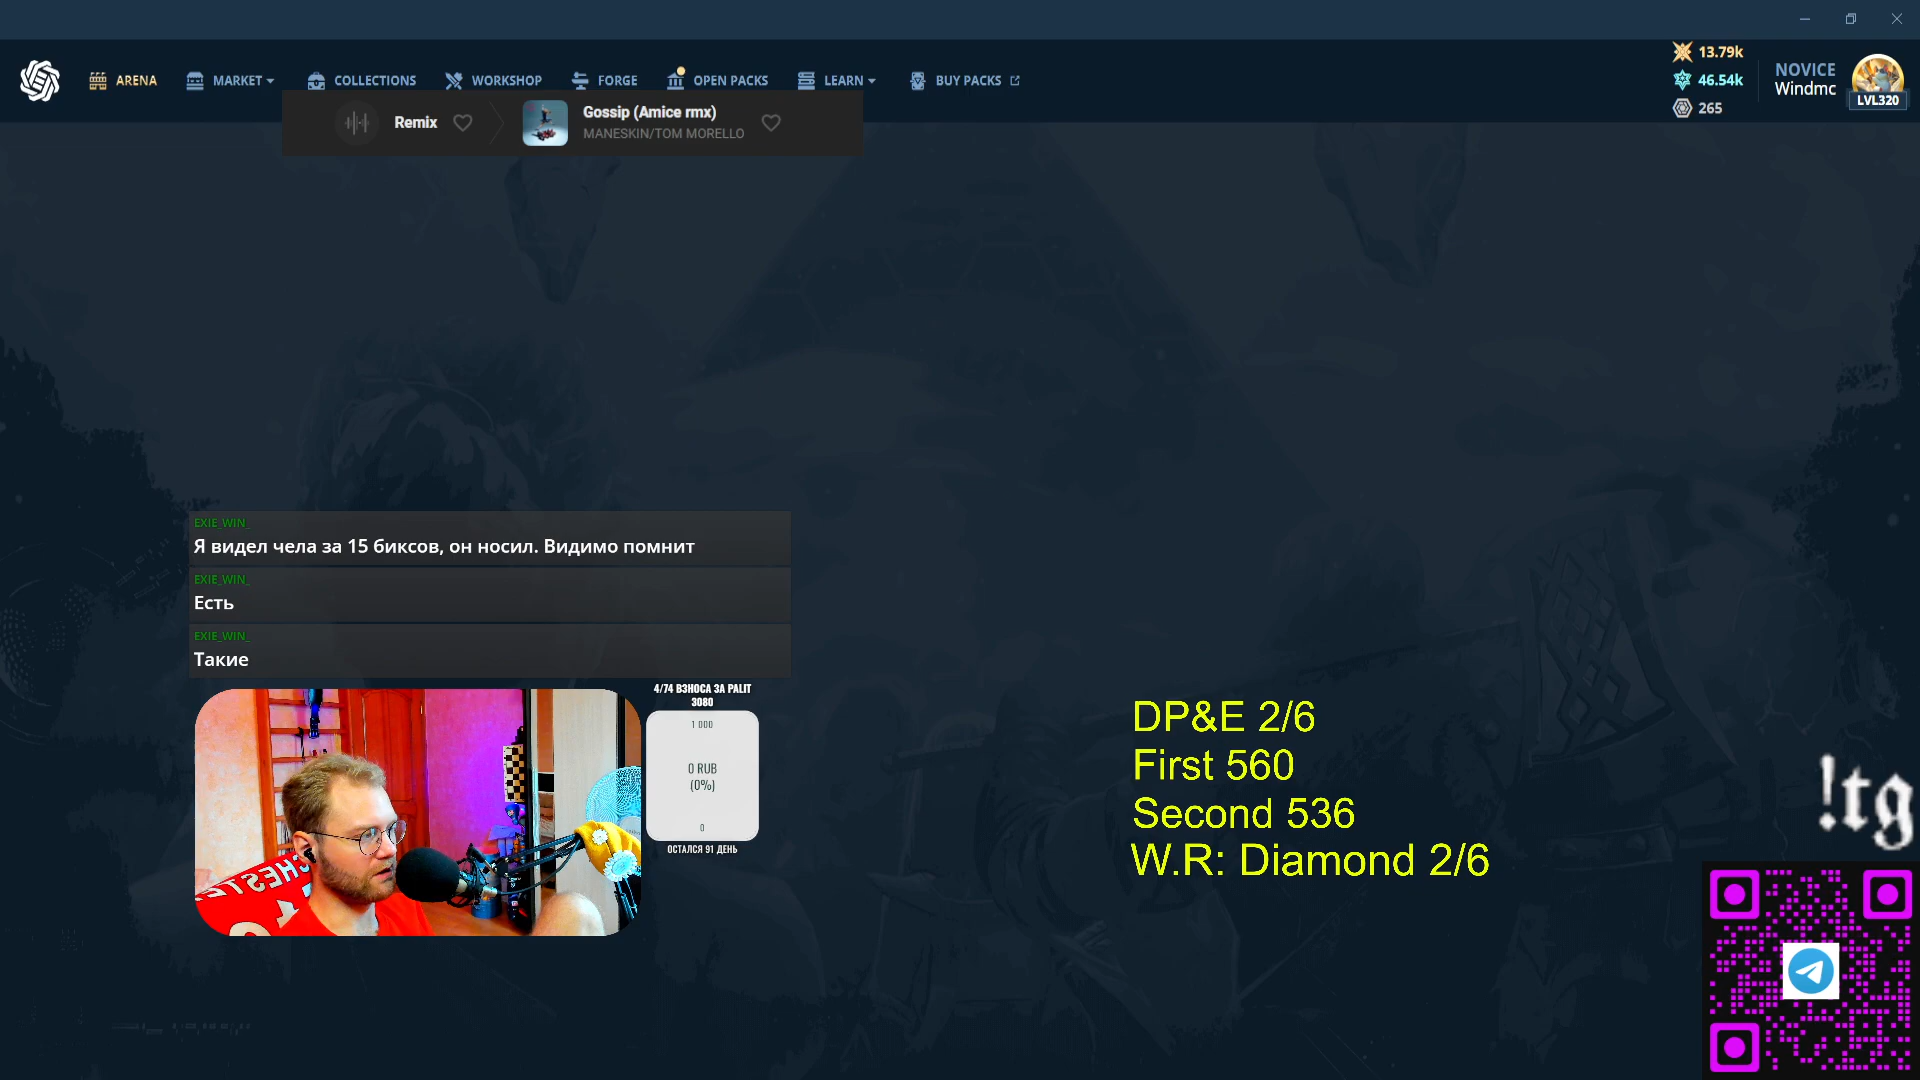 ARENA
MARKET
COLLECTIONS
WORKSHOP
FORGE
OPEN PACKS
LEARN
BUY PACKS
13.79k
46.54k
265
NOVICE
Windmc
LVL320
Remix
Gossip (Amice rmx)
MANESKIN/TOM MORELLO
EXIE_WIN_
Я видел чела за 15 биксов, он носил. Видимо помнит
EXIE_WIN_
Есть
EXIE_WIN_
Такие
4/74 ВЗНОСА ЗА PALIT
3080
1 000
0 RUB
(0%)
0
ОСТАЛСЯ 91 ДЕНЬ
DP&E 2/6
First 560
Second 536
W.R: Diamond 2/6
!tg